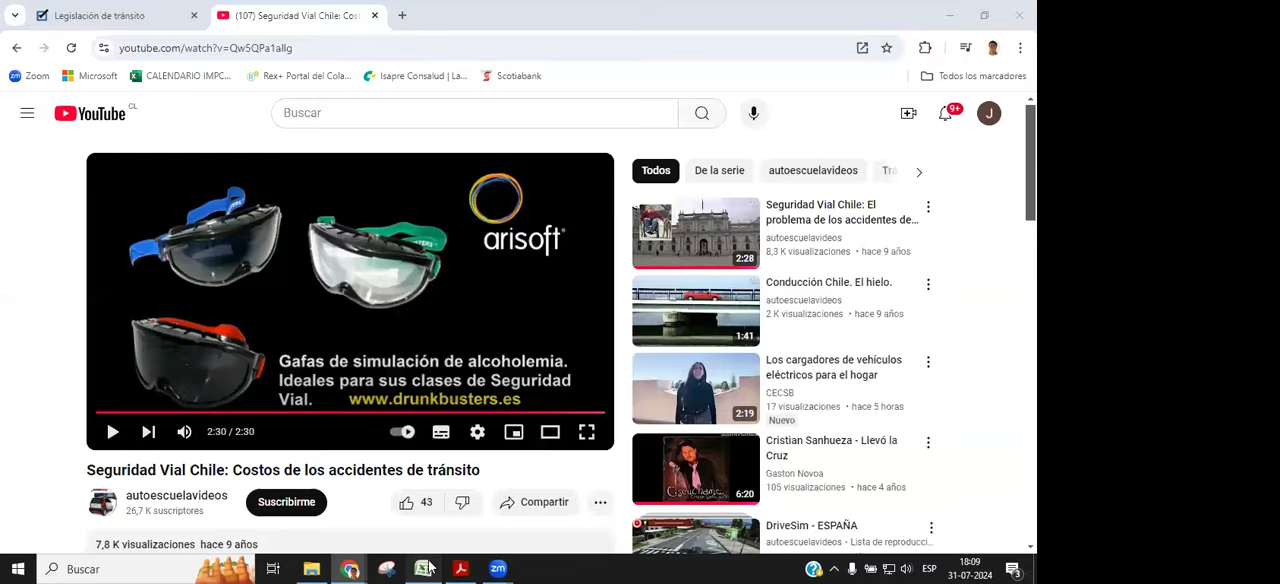 Legislación de tránsito
(107) Seguridad Vial Chile: Cost
youtube.com/watch?v=Qw5QPa1allg
Zoom
Microsoft
CALENDARIO IMPC...
Rex+ Portal del Cola...
Isapre Consalud | La...
Scotiabank
Todos los marcadores
YouTube CL
Buscar
9+
J
arisoft
Gafas de simulación de alcoholemia.
Ideales para sus clases de Seguridad
Vial. www.drunkbusters.es
2:30 / 2:30
Seguridad Vial Chile: Costos de los accidentes de tránsito
autoescuelavideos
26,7 K suscriptores
Suscribirme
43
Compartir
7,8 K visualizaciones hace 9 años
Todos
De la serie
autoescuelavideos
Trá
Seguridad Vial Chile: El
problema de los accidentes de...
autoescuelavideos
8,3 K visualizaciones • hace 9 años
2:28
Conducción Chile. El hielo.
autoescuelavideos
2 K visualizaciones • hace 9 años
1:41
Los cargadores de vehículos
eléctricos para el hogar
CECSB
17 visualizaciones • hace 5 horas
Nuevo
2:19
Cristian Sanhueza - Llevó la
Cruz
Gaston Novoa
105 visualizaciones • hace 4 años
6:20
DriveSim - ESPAÑA
autoescuelavideos • Lista de reproducci...
Buscar
ESP
18:09
31-07-2024
3